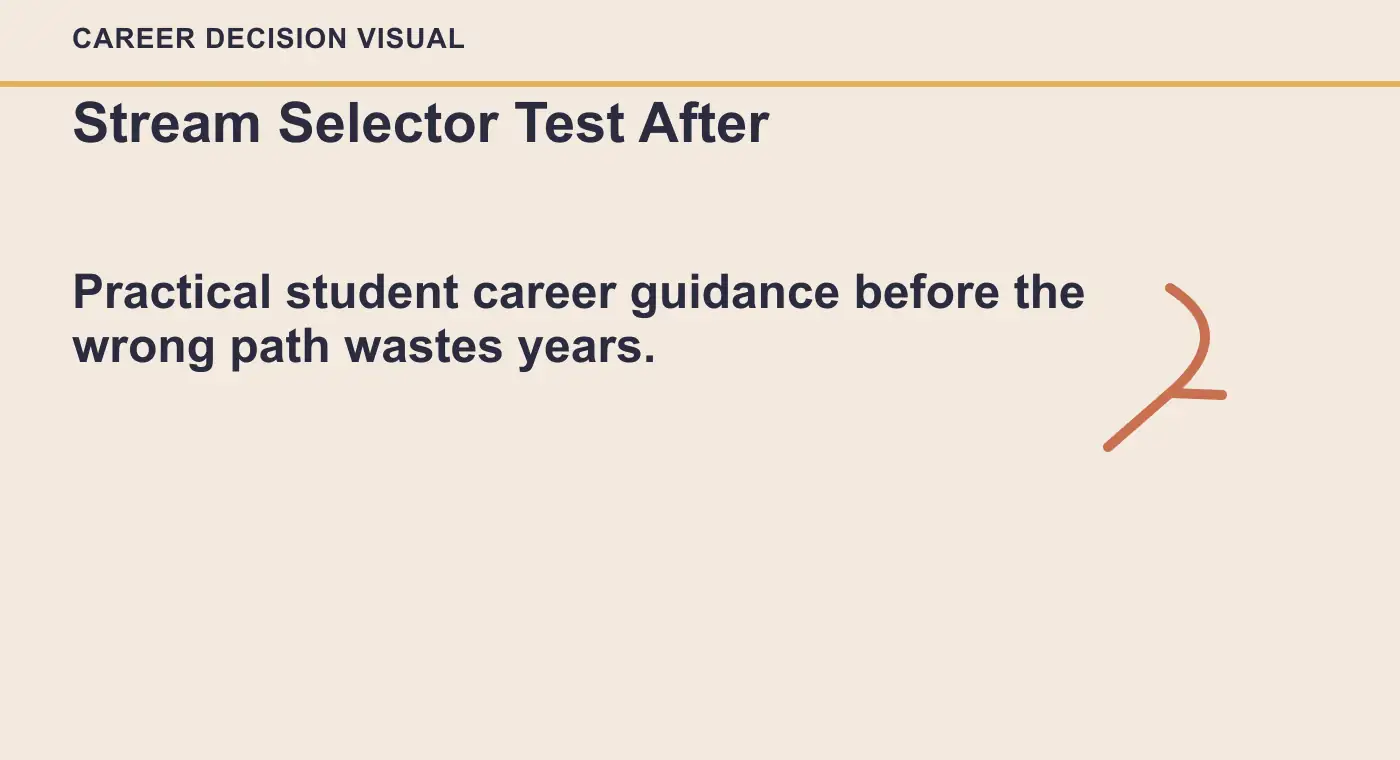 CAREER DECISION VISUAL
Stream Selector Test After
Practical student career guidance before the
wrong path wastes years.